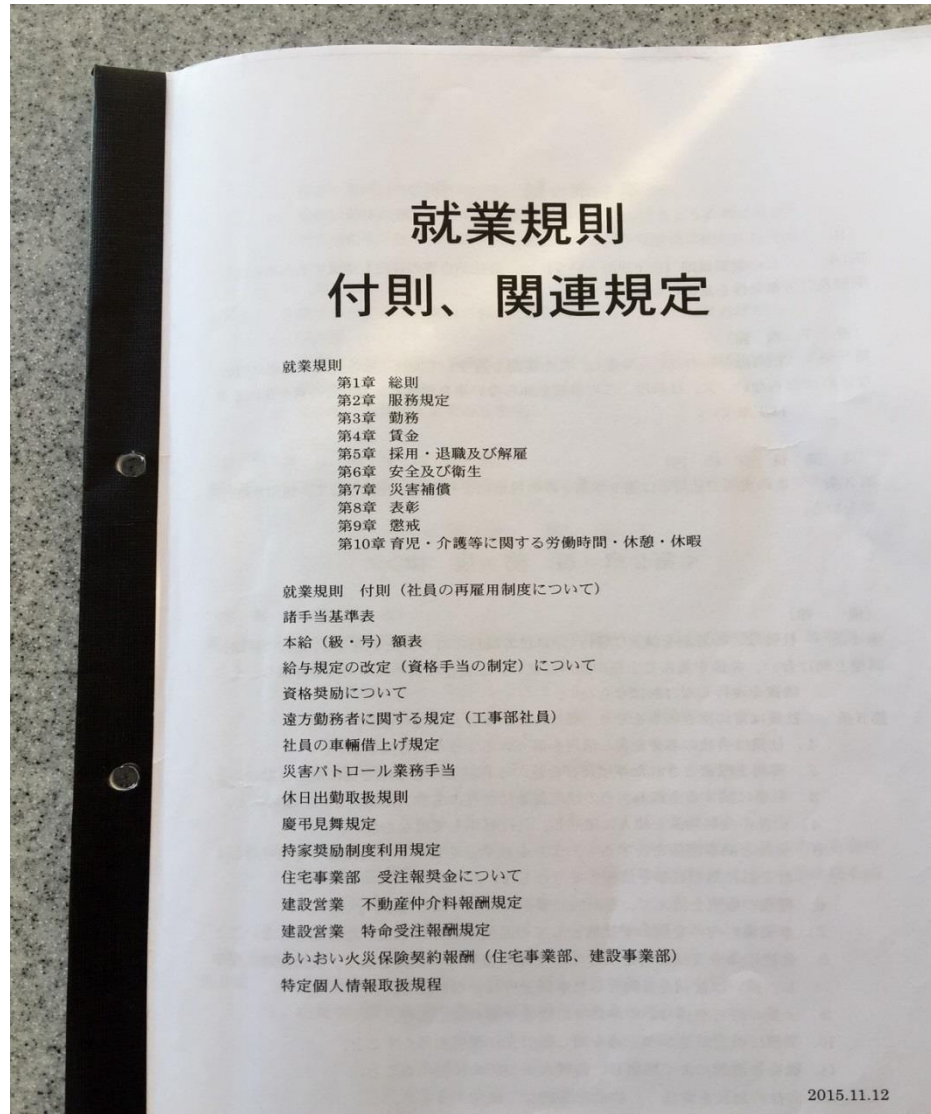 就業規則
付則、関連規定
就業規則
第1章 総則
第2章 服務規定
第3章 勤務
第4章 賃金
第5章 採用・退職及び解雇
第6章 安全及び衛生
第7章 災害補償
第8章 表彰
第9章 懲戒
第10章 育児・介護等に関する労働時間・休憩・休暇
就業規則 付則（社員の再雇用制度について）
諸手当基準表
本給（級・号）額表
給与規定の改定（資格手当の制定）について
資格奨励について
遠方勤務者に関する規定（工事部社員）
社員の車輛借上げ規定
災害パトロール業務手当
休日出勤取扱規則
慶弔見舞規定
持家奨励制度利用規定
住宅事業部 受注報奨金について
建設営業 不動産仲介料報酬規定
建設営業 特命受注報酬規定
あいおい火災保険契約報酬（住宅事業部、建設事業部）
特定個人情報取扱規程
2015.11.12